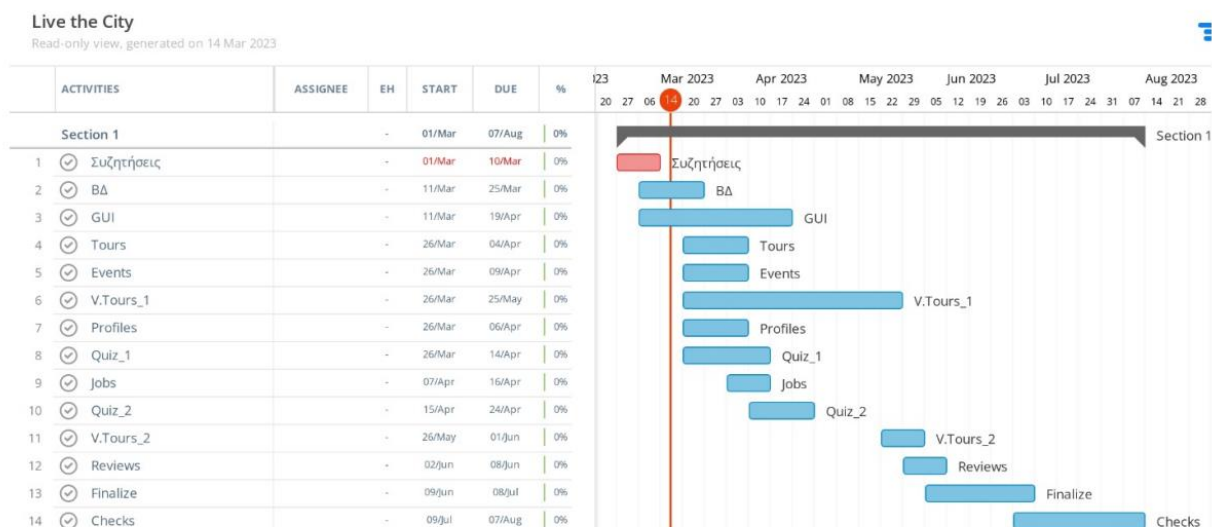 Live the City
Read-only view, generated on 14 Mar 2023
ACTIVITIES ASSIGNEE EH START DUE %
Section 1 - 01/Mar 07/Aug 0%
1 Συζητήσεις - 01/Mar 10/Mar 0%
2 ΒΔ - 11/Mar 25/Mar 0%
3 GUI - 11/Mar 19/Apr 0%
4 Tours - 26/Mar 04/Apr 0%
5 Events - 26/Mar 09/Apr 0%
6 V.Tours_1 - 26/Mar 25/May 0%
7 Profiles - 26/Mar 06/Apr 0%
8 Quiz_1 - 26/Mar 14/Apr 0%
9 Jobs - 07/Apr 16/Apr 0%
10 Quiz_2 - 15/Apr 24/Apr 0%
11 V.Tours_2 - 26/May 01/Jun 0%
12 Reviews - 02/Jun 08/Jun 0%
13 Finalize - 09/Jun 08/Jul 0%
14 Checks - 09/Jul 07/Aug 0%
023 Mar 2023 Apr 2023 May 2023 Jun 2023 Jul 2023 Aug 2023
20 27 06 14 20 27 03 10 17 24 01 08 15 22 29 05 12 19 26 03 10 17 24 31 07 14 21 28
Section 1
Συζητήσεις
ΒΔ
GUI
Tours
Events
V.Tours_1
Profiles
Quiz_1
Jobs
Quiz_2
V.Tours_2
Reviews
Finalize
Checks